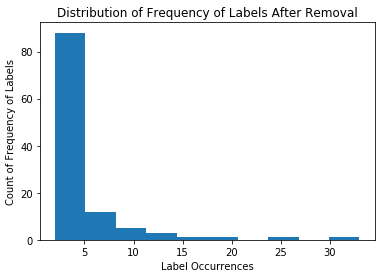 Distribution of Frequency of Labels After Removal
Count of Frequency of Labels
80
60
40
20
0
5 10 15 20 25 30
Label Occurrences